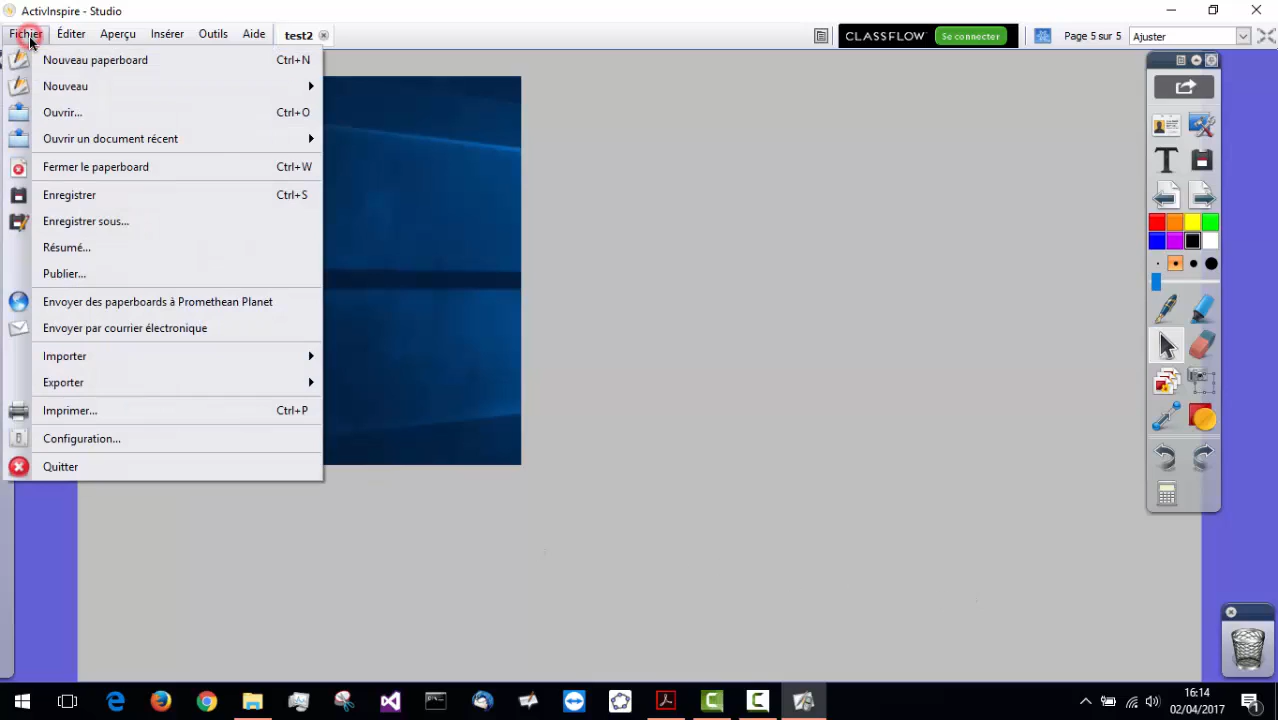 ActivInspire - Studio
Fichier Éditer Aperçu Insérer Outils Aide test2
CLASSFLOW Se connecter Page 5 sur 5 Ajuster
Nouveau paperboard Ctrl+N
Nouveau
Ouvrir... Ctrl+O
Ouvrir un document récent
Fermer le paperboard Ctrl+W
Enregistrer Ctrl+S
Enregistrer sous...
Résumé...
Publier...
Envoyer des paperboards à Promethean Planet
Envoyer par courrier électronique
Importer
Exporter
Imprimer... Ctrl+P
Configuration...
Quitter
T
16:14
02/04/2017
1